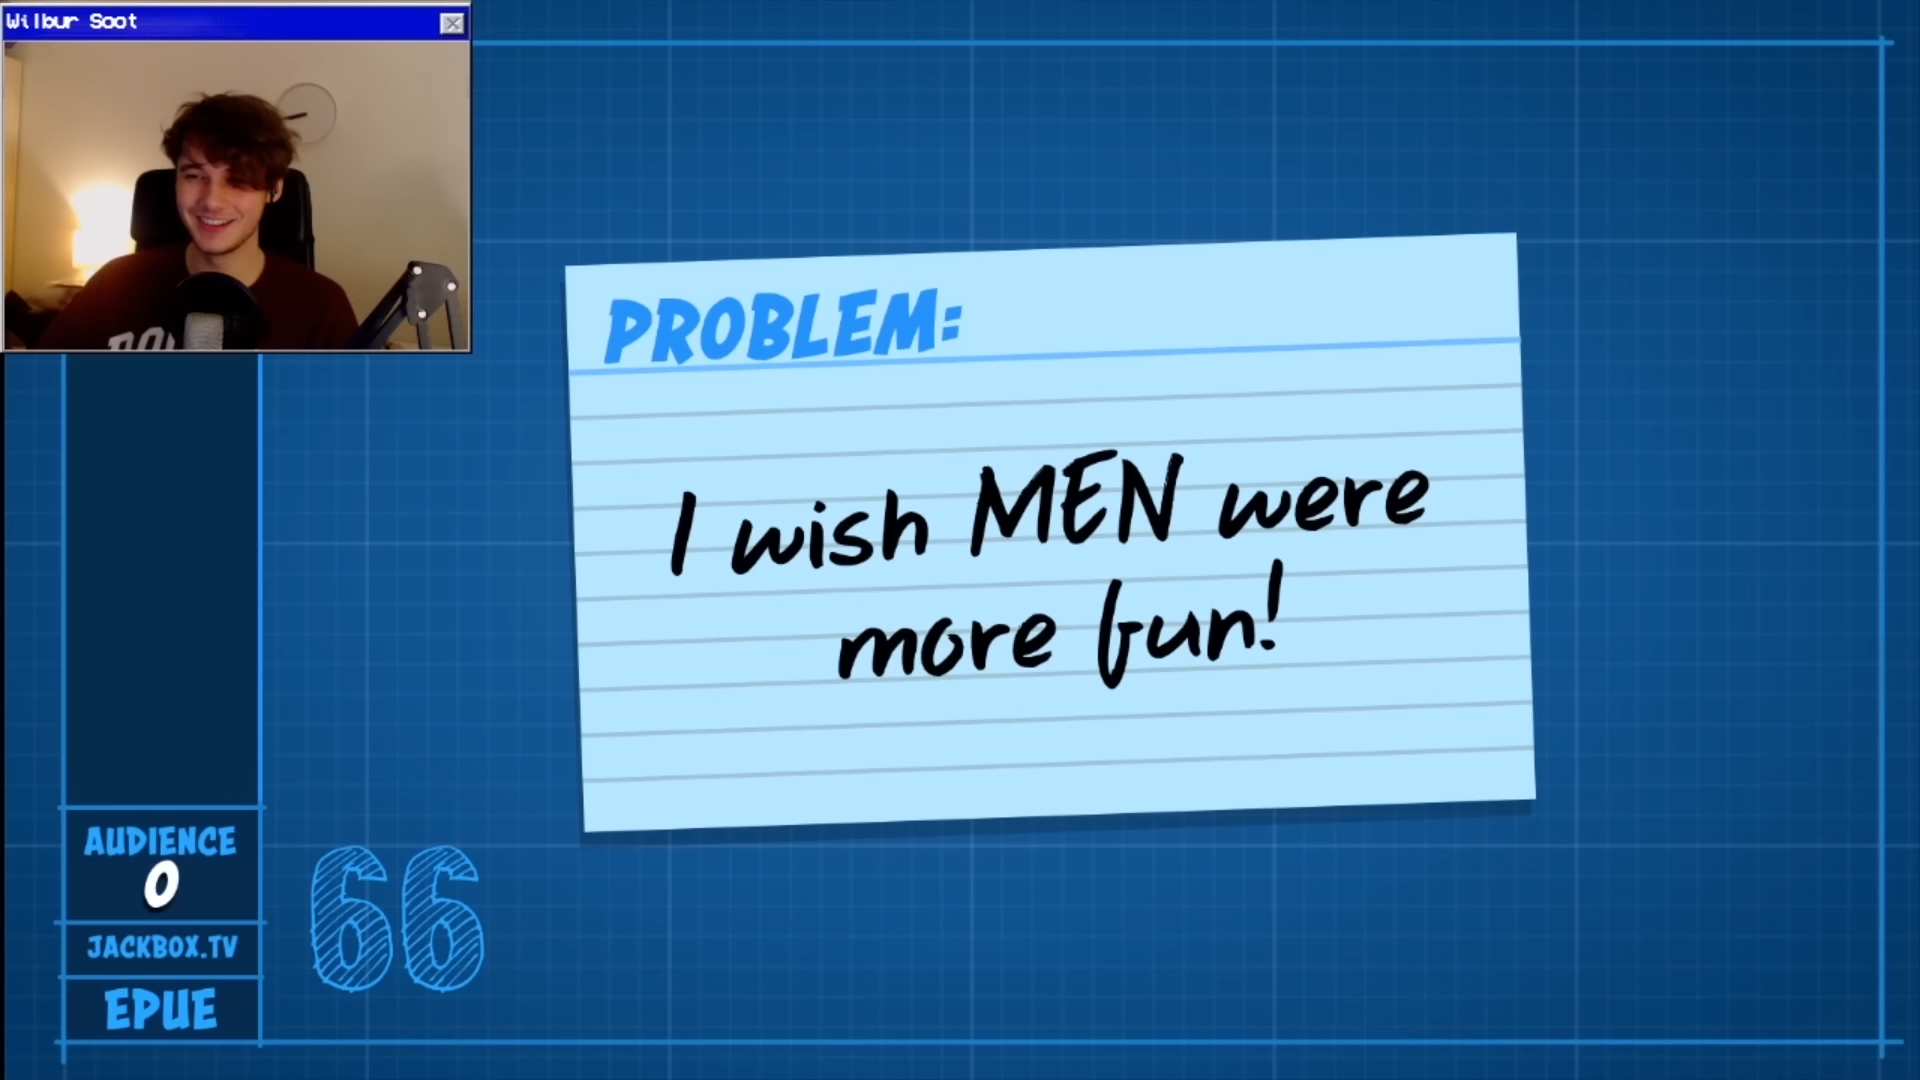 Wilbur Soot
PROBLEM:
I wish MEN were
more fun!
AUDIENCE
0
JACKBOX.TV
EPUE
66